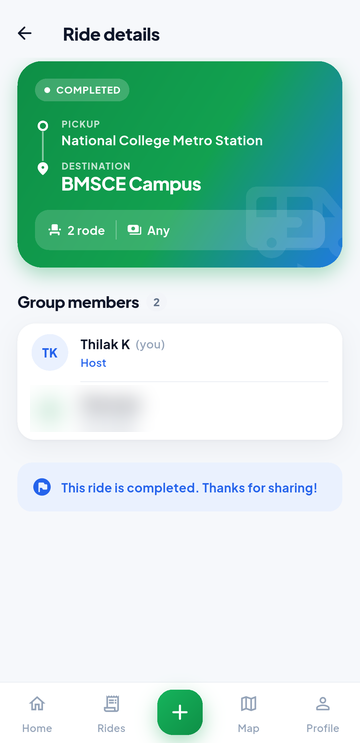 Ride details
COMPLETED
PICKUP
National College Metro Station
DESTINATION
BMSCE Campus
2 rode
Any
Group members 2
TK
Thilak K (you)
Host
This ride is completed. Thanks for sharing!
Home
Rides
Map
Profile